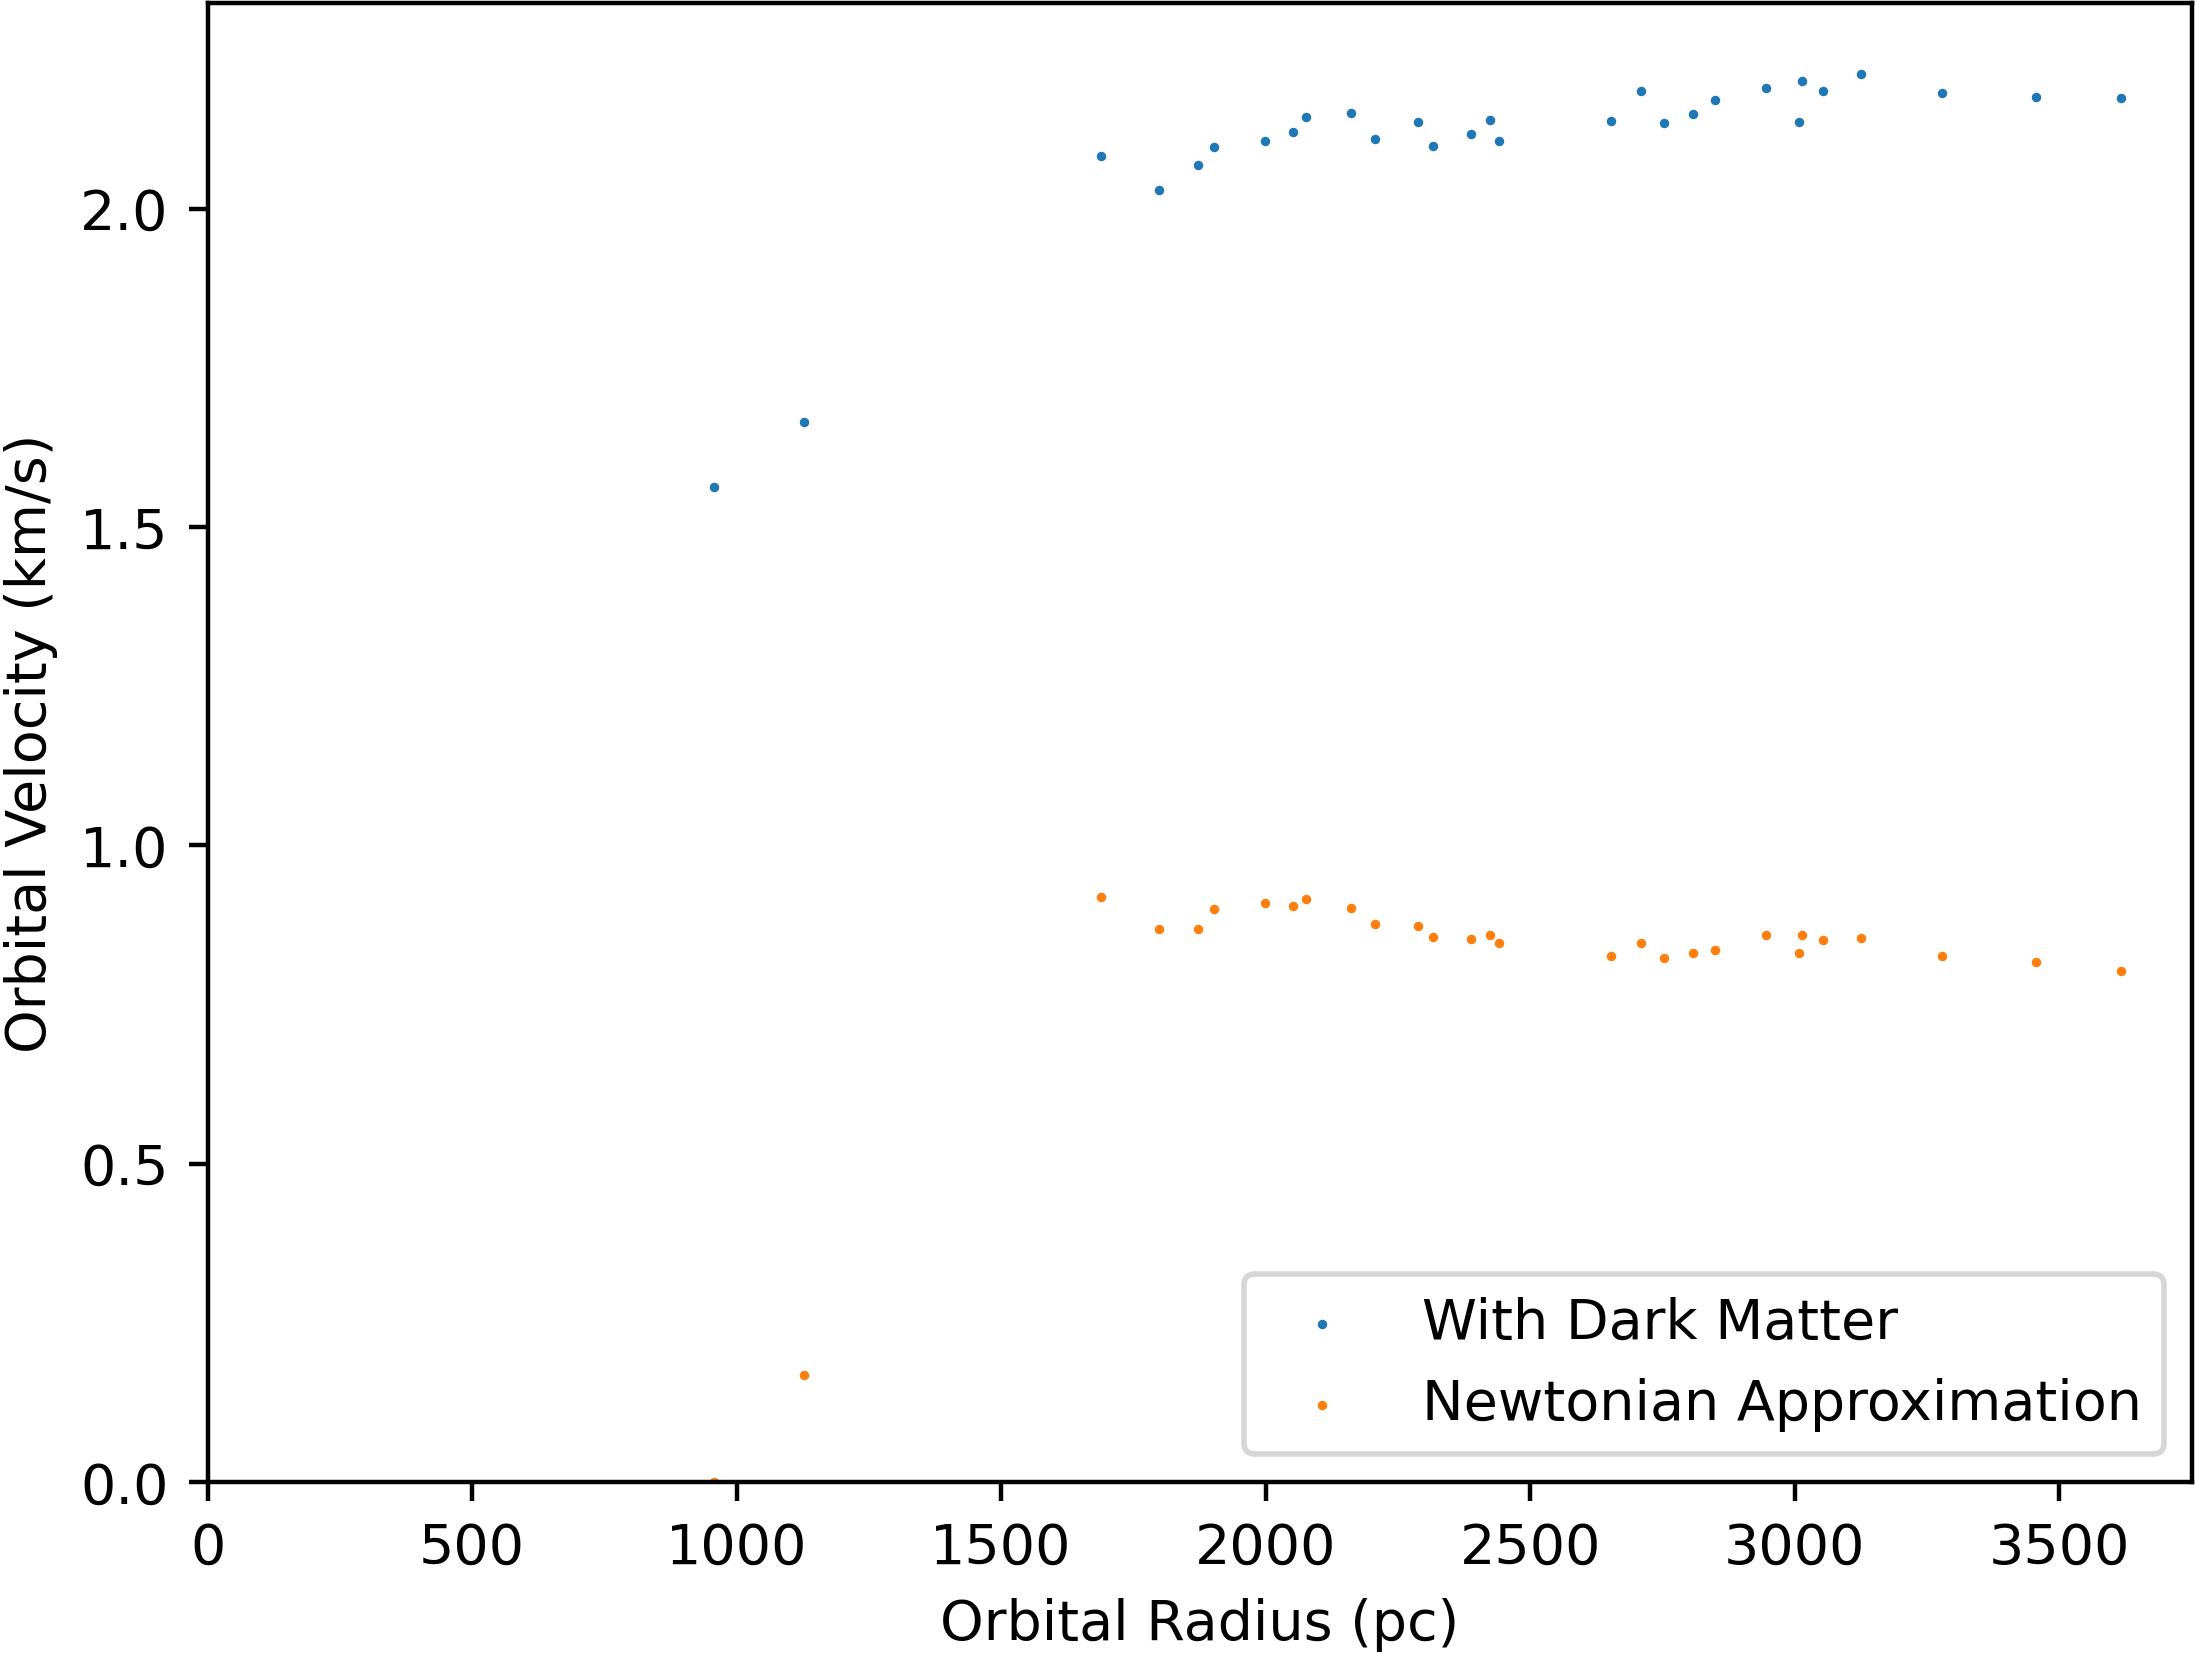 2.0
1.5
1.0
0.5
0.0
Orbital Velocity (km/s)
With Dark Matter
Newtonian Approximation
0 500 1000 1500 2000 2500 3000 3500
Orbital Radius (pc)